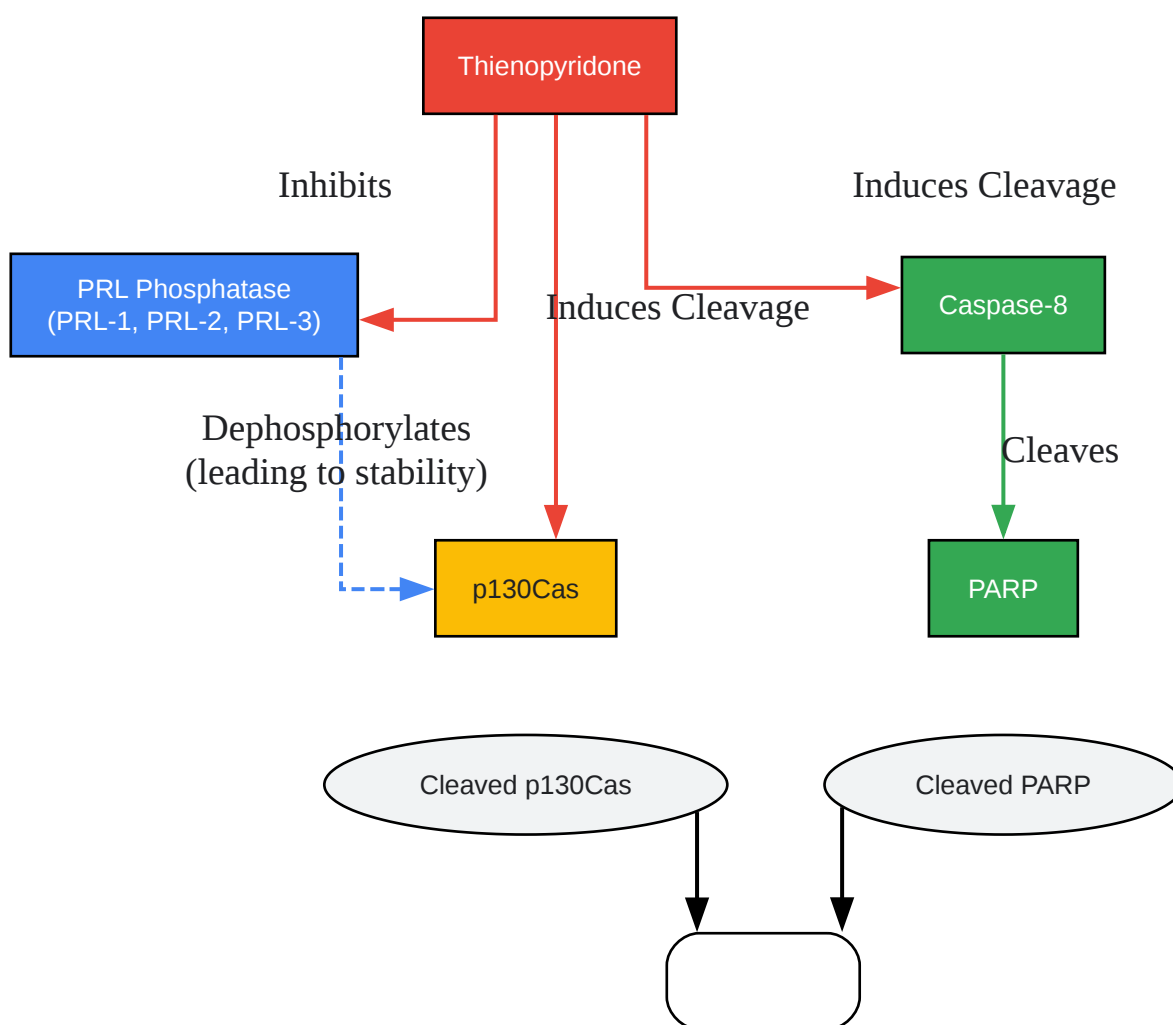 Thienopyridone
Inhibits
Induces Cleavage
PRL Phosphatase
(PRL-1, PRL-2, PRL-3)
Induces Cleavage
Caspase-8
Dephosphorylates
(leading to stability)
Cleaves
p130Cas
PARP
Cleaved p130Cas
Cleaved PARP